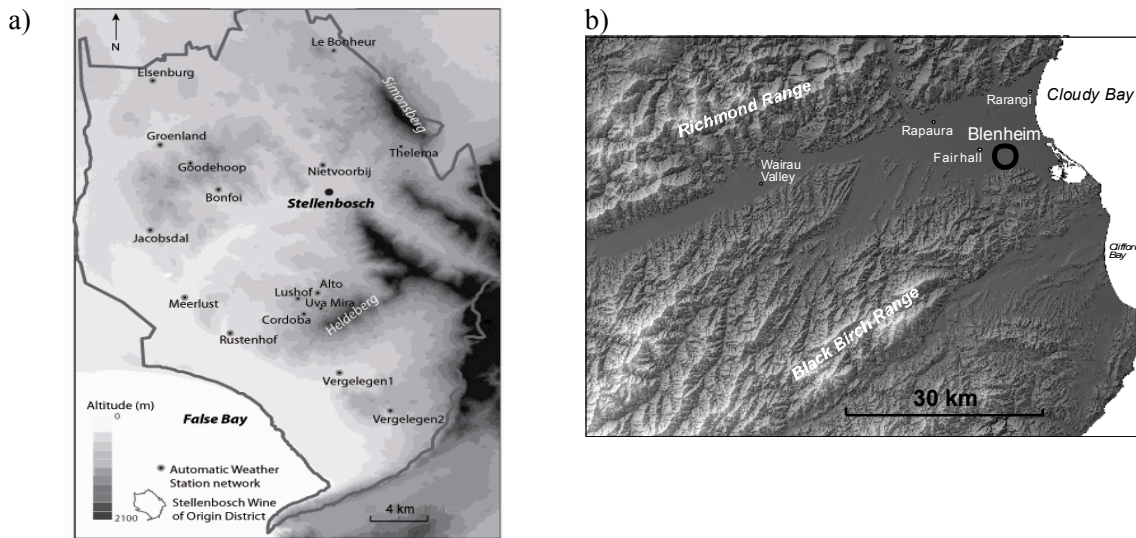 a)
N
Le Bonheur
Elsenburg
Simonsberg
Groenland
Goodehoop
Thelema
Nietvoorbij
Bonfoi
Stellenbosch
Jacobsdal
Alto
Lushof
Meerlust
Uva Mira
Cordoba
Heldeberg
Rustenhof
Vergelegen1
Vergelegen2
False Bay
Altitude (m)
0
2100
Automatic Weather
Station network
Stellenbosch Wine
of Origin District
4 km
b)
Richmond Range
Rarangi
Cloudy Bay
Rapaura
Blenheim
Fairhall
Wairau
Valley
Clifford
Bay
Black Birch Range
30 km